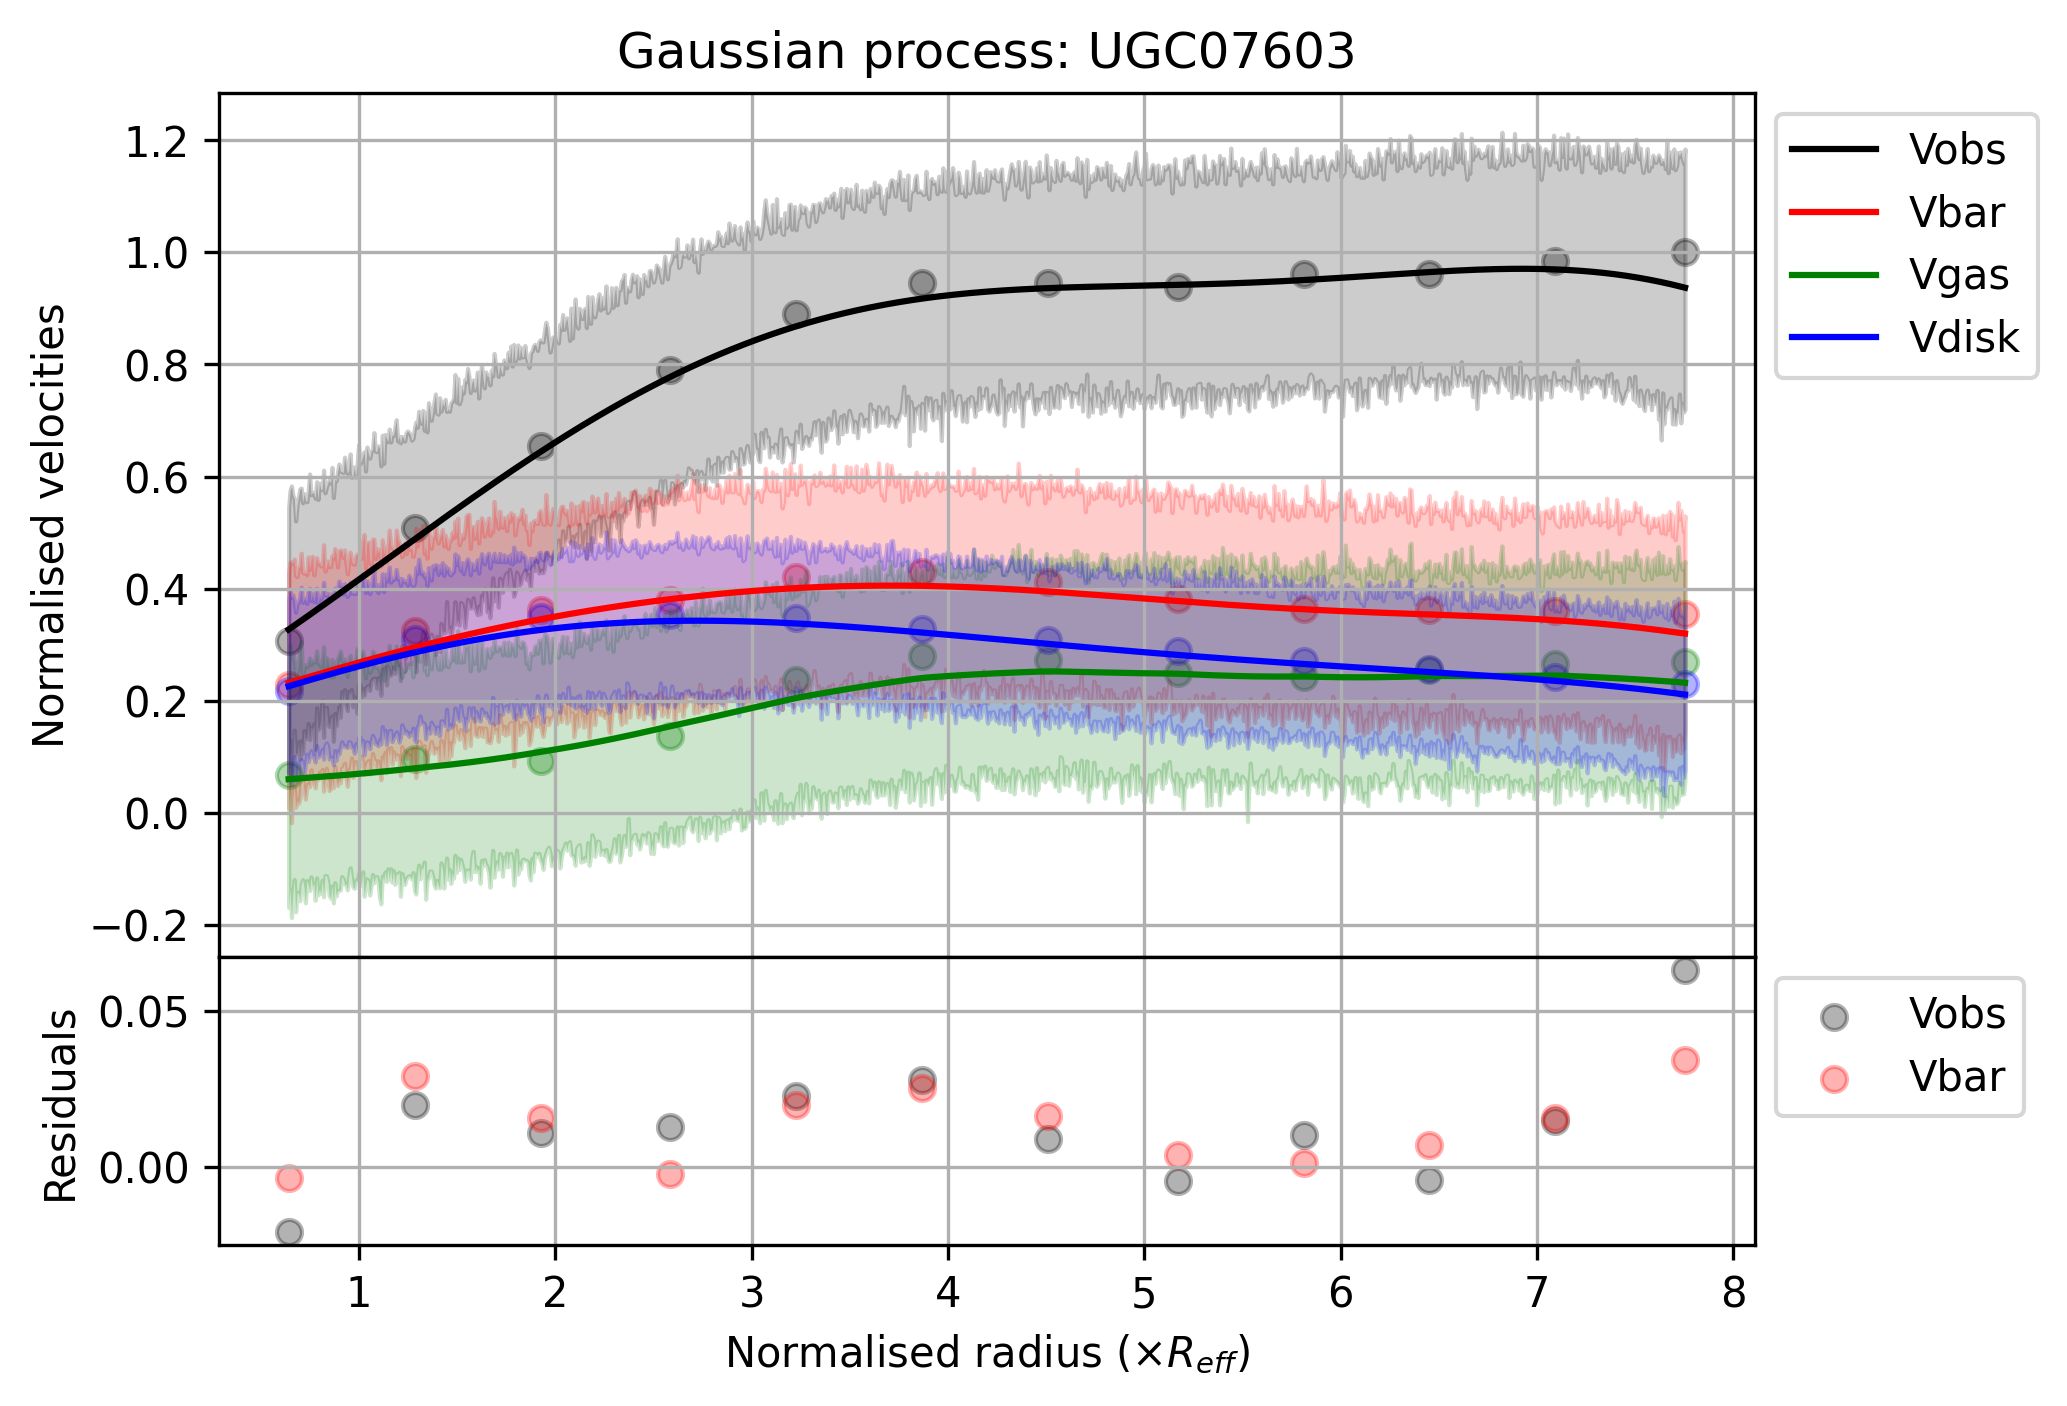 Gaussian process: UGC07603
Normalised velocities
1.2
1.0
0.8
0.6
0.4
0.2
0.0
−0.2
Vobs
Vbar
Vgas
Vdisk
Residuals
0.05
0.00
Vobs
Vbar
1 2 3 4 5 6 7 8
Normalised radius (×R_eff)